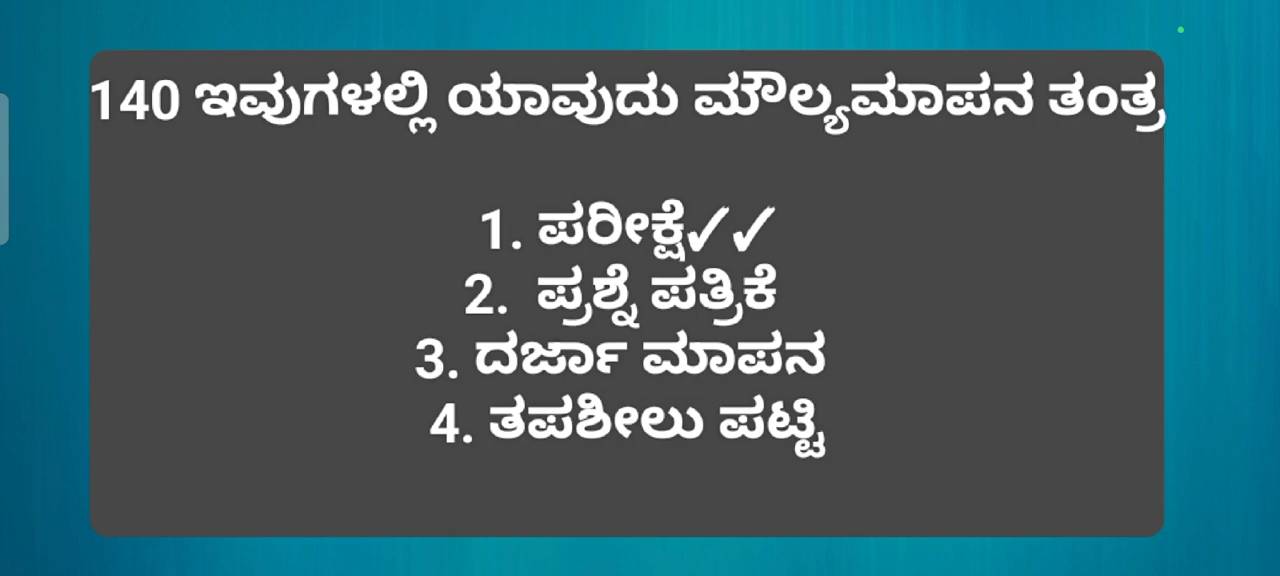 140 ಇವುಗಳಲ್ಲಿ ಯಾವುದು ಮೌಲ್ಯಮಾಪನ ತಂತ್ರ
1. ಪರೀಕ್ಷೆ✓✓
2. ಪ್ರಶ್ನೆ ಪತ್ರಿಕೆ
3. ದರ್ಜಾ ಮಾಪನ
4. ತಪಶೀಲು ಪಟ್ಟಿ